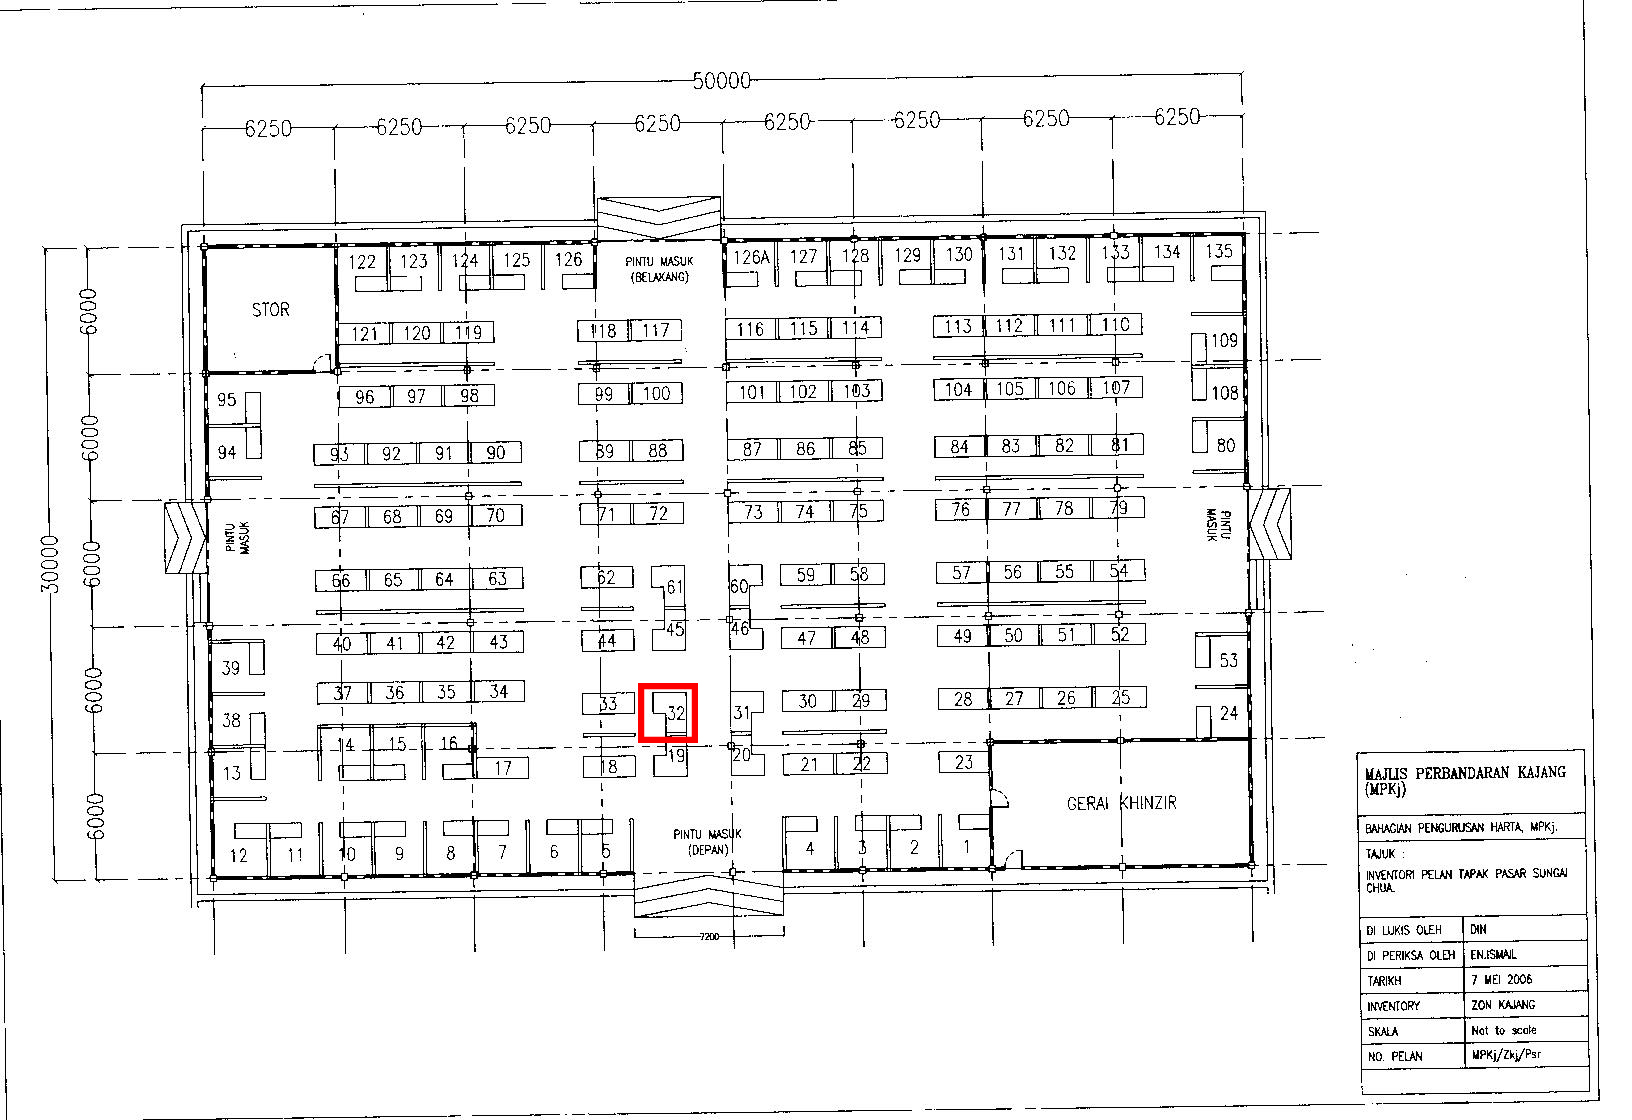 50000
6250 6250 6250 6250 6250 6250 6250 6250
122 123 124 125 126 PINTU MASUK 126A 127 128 129 130 131 132 133 134 135
(BELAKANG)
6000 STOR
121 120 119 118 117 116 115 114 113 112 111 110 109
95 96 97 98 99 100 101 102 103 104 105 106 107 108
6000 94 93 92 91 90 89 88 87 86 85 84 83 82 81 80
67 68 69 70 71 72 73 74 75 76 77 78 79
PINTU
MASUK
PINTU
MASUK
30000 6000
66 65 64 63 62 61 60 59 58 57 56 55 54
40 41 42 43 44 45 46 47 48 49 50 51 52 53
39
6000 37 36 35 34 33 32 31 30 29 28 27 26 25 24
38
13 14 15 16 17 18 19 20 21 22 23
6000 GERAI KHINZIR
PINTU MASUK
(DEPAN)
12 11 10 9 8 7 6 5 4 3 2 1
7200
MAJLIS PERBANDARAN KAJANG
(MPKj)
BAHAGIAN PENGURUSAN HARTA, MPKj.
TAJUK :
INVENTORI PELAN TAPAK PASAR SUNGAI
CHUA.
DI LUKIS OLEH DIN
DI PERIKSA OLEH EN.ISMAIL
TARIKH 7 MEI 2006
INVENTORY ZON KAJANG
SKALA Not to scale
NO. PELAN MPKj/Zkj/Psr